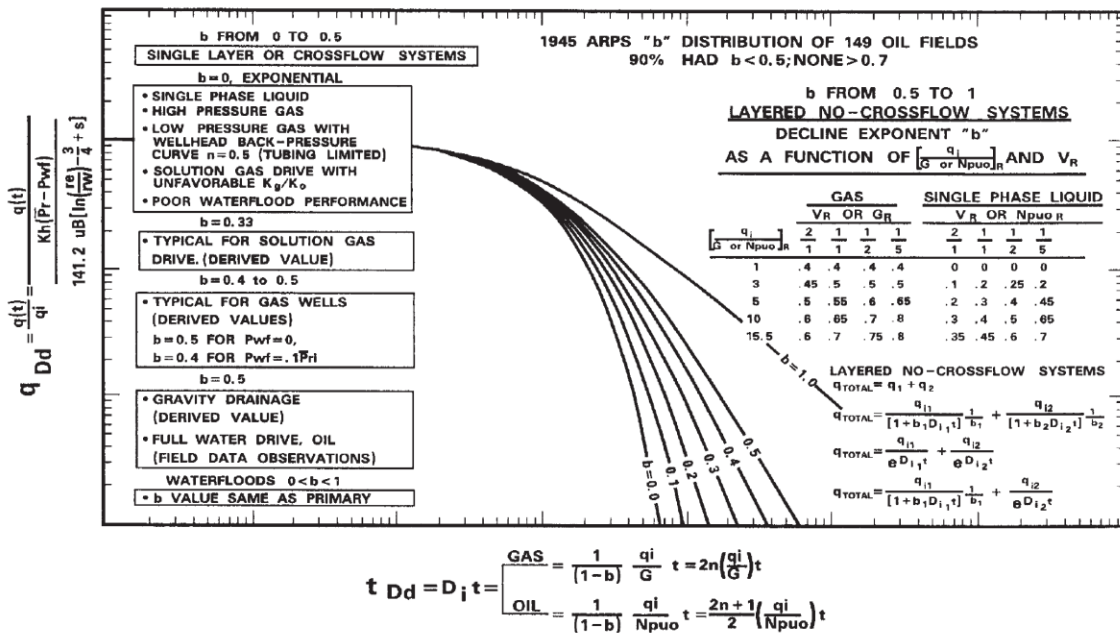 b FROM 0 TO 0.5
SINGLE LAYER OR CROSSFLOW SYSTEMS
b=0, EXPONENTIAL
• SINGLE PHASE LIQUID
• HIGH PRESSURE GAS
• LOW PRESSURE GAS WITH
WELLHEAD BACK-PRESSURE
CURVE n=0.5 (TUBING LIMITED)
• SOLUTION GAS DRIVE WITH
UNFAVORABLE Kg/Ko
• POOR WATERFLOOD PERFORMANCE
b=0.33
• TYPICAL FOR SOLUTION GAS
DRIVE. (DERIVED VALUE)
b=0.4 to 0.5
• TYPICAL FOR GAS WELLS
(DERIVED VALUES)
b=0.5 FOR Pwf=0,
b=0.4 FOR Pwf=.1P̄ri
b=0.5
• GRAVITY DRAINAGE
(DERIVED VALUE)
• FULL WATER DRIVE, OIL
(FIELD DATA OBSERVATIONS)
WATERFLOODS 0<b<1
• b VALUE SAME AS PRIMARY
q Dd = q(t)/qi = q(t) / Kh(P̄r-Pwf) / 141.2 uB[ln(re/rw)-3/4+s]
1945 ARPS "b" DISTRIBUTION OF 149 OIL FIELDS
90% HAD b<0.5; NONE>0.7
b FROM 0.5 TO 1
LAYERED NO-CROSSFLOW SYSTEMS
DECLINE EXPONENT "b"
AS A FUNCTION OF [qi / G or Npuo]R AND VR
GAS SINGLE PHASE LIQUID
VR OR GR VR OR Npuo R
[qi / G or Npuo]R 2/1 1/1 1/2 1/5 2/1 1/1 1/2 1/5
1 .4 .4 .4 .4 0 0 0 0
3 .45 .5 .5 .5 .1 .2 .25 .2
5 .5 .55 .6 .65 .2 .3 .4 .45
10 .6 .65 .7 .8 .3 .4 .5 .65
15.5 .6 .7 .75 .8 .35 .45 .6 .7
LAYERED NO-CROSSFLOW SYSTEMS
qTOTAL = q1 + q2
qTOTAL = qi1 / [1+b1Di1t] 1/b1 + qi2 / [1+b2Di2t] 1/b2
qTOTAL = qi1 / eDi1t + qi2 / eDi2t
qTOTAL = qi1 / [1+b1Di1t] 1/b1 + qi2 / eDi2t
b=1.0
b=0.0
0.1
0.2
0.3
0.4
0.5
t Dd = Di t =
GAS = 1/(1-b) qi/G t = 2n(qi/G)t
OIL = 1/(1-b) qi/Npuo t = 2n+1/2 (qi/Npuo)t